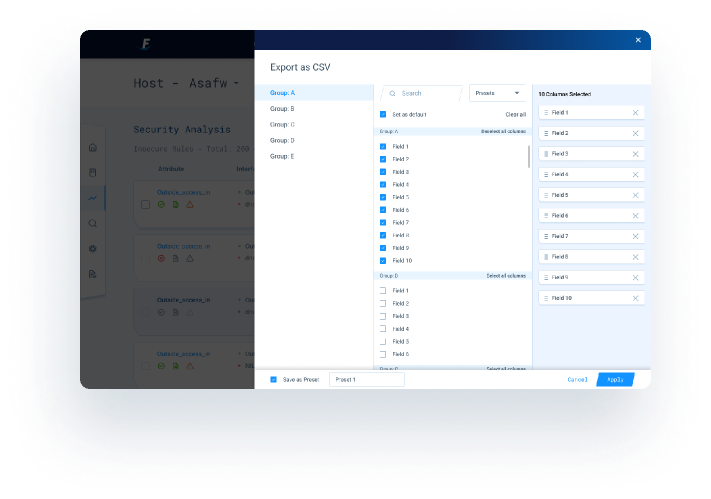 F
Host - Asafw
Security Analysis
Insecure Rules - Total: 200
Attribute
Outside_access_in
Outside_access_in
Outside_access_in
Outside_access_in
Export as CSV
Group: A
Group: B
Group: C
Group: D
Group: E
Search
Presets
Set as default
Clear all
Group: A
Deselect all columns
Field 1
Field 2
Field 3
Field 4
Field 5
Field 6
Field 7
Field 8
Field 9
Field 10
Group: B
Select all columns
Field 1
Field 2
Field 3
Field 4
Field 5
Field 6
Select all columns
10 Columns Selected
Field 1
Field 2
Field 3
Field 4
Field 5
Field 6
Field 7
Field 8
Field 9
Field 10
Save as Preset
Preset 1
Cancel
Apply